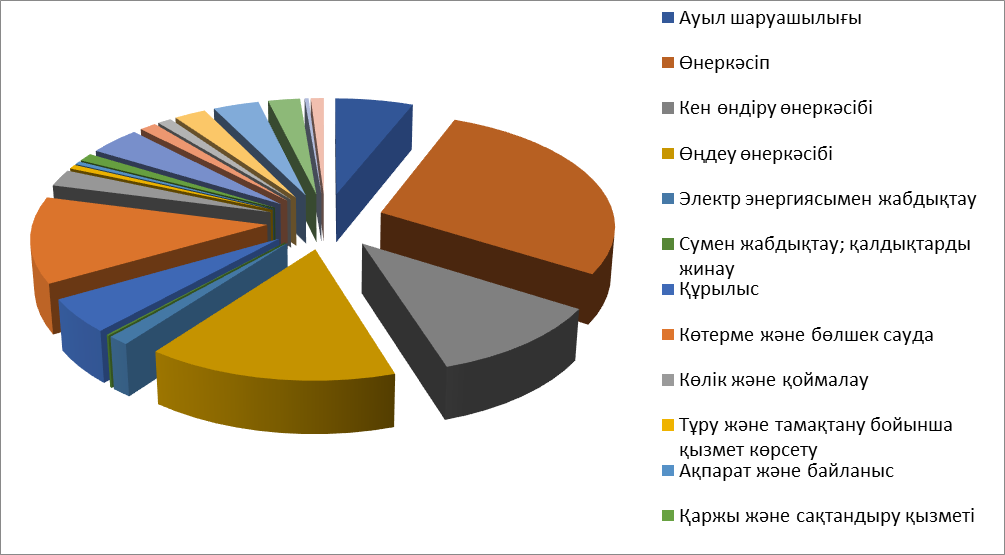 Ауыл шаруашылығы
Өнеркәсіп
Кен өндіру өнеркәсібі
Өңдеу өнеркәсібі
Электр энергиясымен жабдықтау
Сумен жабдықтау; қалдықтарды
жинау
Құрылыс
Көтерме және бөлшек сауда
Көлік және қоймалау
Тұру және тамақтану бойынша
қызмет көрсету
Ақпарат және байланыс
Қаржы және сақтандыру қызметі